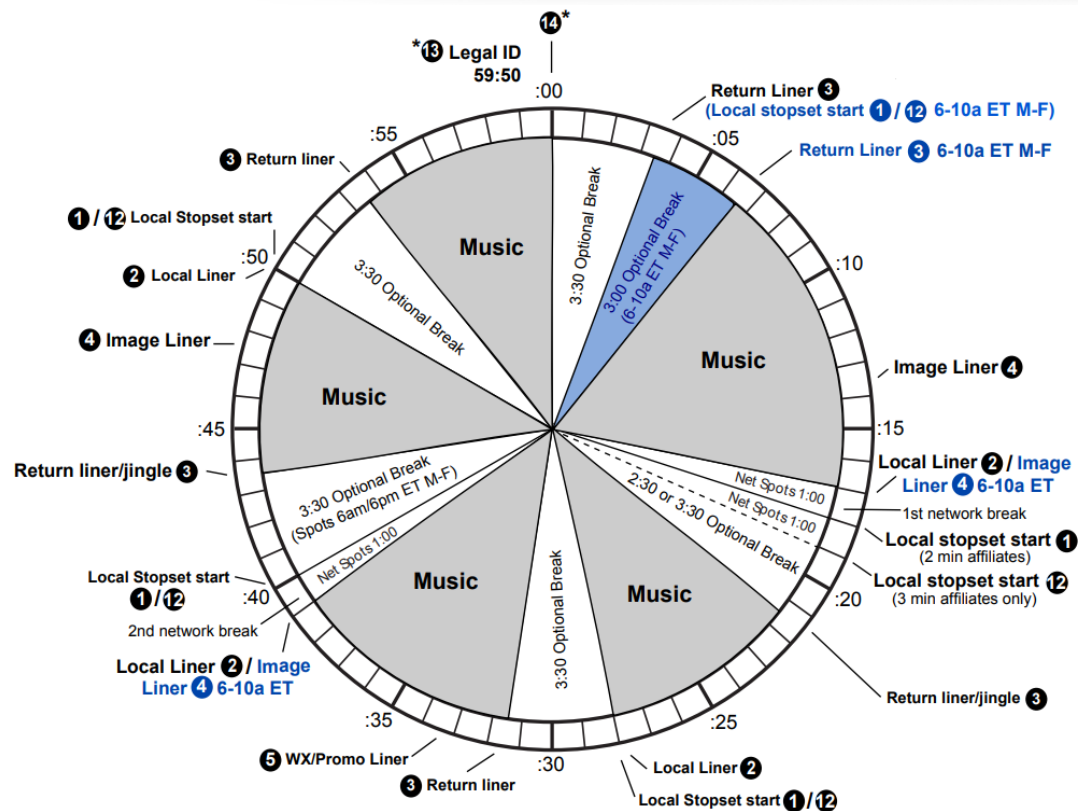 14*
*13 Legal ID
59:50
:00
Return Liner 3
(Local stopset start 1 / 12 6-10a ET M-F)
:05
Return Liner 3 6-10a ET M-F
:10
Image Liner 4
:15
Local Liner 2 / Image
Liner 4 6-10a ET
1st network break
Local stopset start 1
(2 min affiliates)
Local stopset start 12
(3 min affiliates only)
:20
Return liner/jingle 3
:25
Local Liner 2
Local Stopset start 1/12
:30
3 Return liner
5 WX/Promo Liner
:35
Local Liner 2 / Image
Liner 4 6-10a ET
2nd network break
:40
Local Stopset start
1/12
Return liner/jingle 3
:45
4 Image Liner
2 Local Liner
:50
1/12 Local Stopset start
3 Return liner
:55
3:30 Optional Break
3:00 Optional Break
(6-10a ET M-F)
Music
Net Spots 1:00
Net Spots 1:00
2:30 or 3:30 Optional Break
Music
3:30 Optional Break
Music
Net Spots 1:00
3:30 Optional Break
(Spots 6am/6pm ET M-F)
Music
3:30 Optional Break
Music